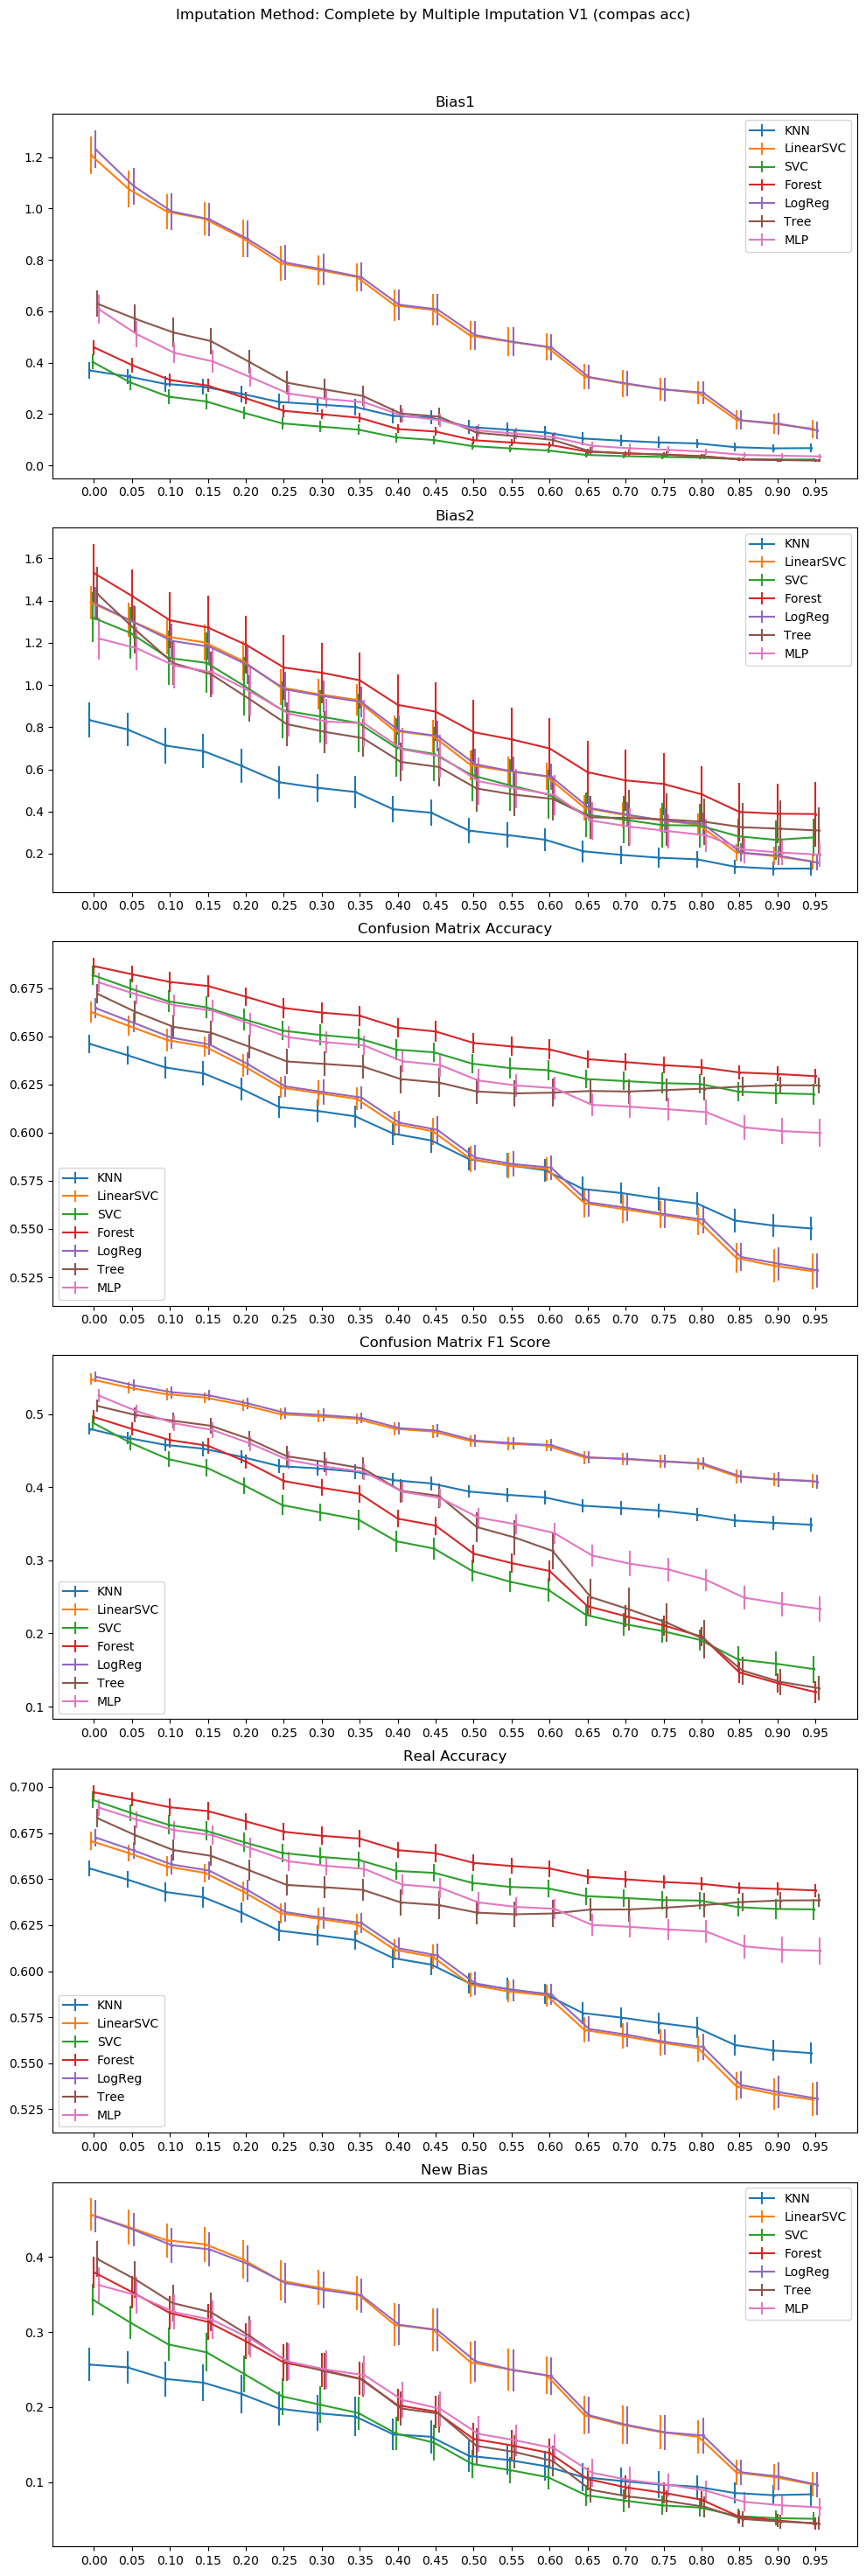 Imputation Method: Complete by Multiple Imputation V1 (compas acc)
Bias1
1.2
1.0
0.8
0.6
0.4
0.2
0.0
KNN
LinearSVC
SVC
Forest
LogReg
Tree
MLP
0.00 0.05 0.10 0.15 0.20 0.25 0.30 0.35 0.40 0.45 0.50 0.55 0.60 0.65 0.70 0.75 0.80 0.85 0.90 0.95
Bias2
1.6
1.4
1.2
1.0
0.8
0.6
0.4
0.2
KNN
LinearSVC
SVC
Forest
LogReg
Tree
MLP
0.00 0.05 0.10 0.15 0.20 0.25 0.30 0.35 0.40 0.45 0.50 0.55 0.60 0.65 0.70 0.75 0.80 0.85 0.90 0.95
Confusion Matrix Accuracy
0.675
0.650
0.625
0.600
0.575
0.550
0.525
KNN
LinearSVC
SVC
Forest
LogReg
Tree
MLP
0.00 0.05 0.10 0.15 0.20 0.25 0.30 0.35 0.40 0.45 0.50 0.55 0.60 0.65 0.70 0.75 0.80 0.85 0.90 0.95
Confusion Matrix F1 Score
0.5
0.4
0.3
0.2
0.1
KNN
LinearSVC
SVC
Forest
LogReg
Tree
MLP
0.00 0.05 0.10 0.15 0.20 0.25 0.30 0.35 0.40 0.45 0.50 0.55 0.60 0.65 0.70 0.75 0.80 0.85 0.90 0.95
Real Accuracy
0.700
0.675
0.650
0.625
0.600
0.575
0.550
0.525
KNN
LinearSVC
SVC
Forest
LogReg
Tree
MLP
0.00 0.05 0.10 0.15 0.20 0.25 0.30 0.35 0.40 0.45 0.50 0.55 0.60 0.65 0.70 0.75 0.80 0.85 0.90 0.95
New Bias
0.4
0.3
0.2
0.1
KNN
LinearSVC
SVC
Forest
LogReg
Tree
MLP
0.00 0.05 0.10 0.15 0.20 0.25 0.30 0.35 0.40 0.45 0.50 0.55 0.60 0.65 0.70 0.75 0.80 0.85 0.90 0.95